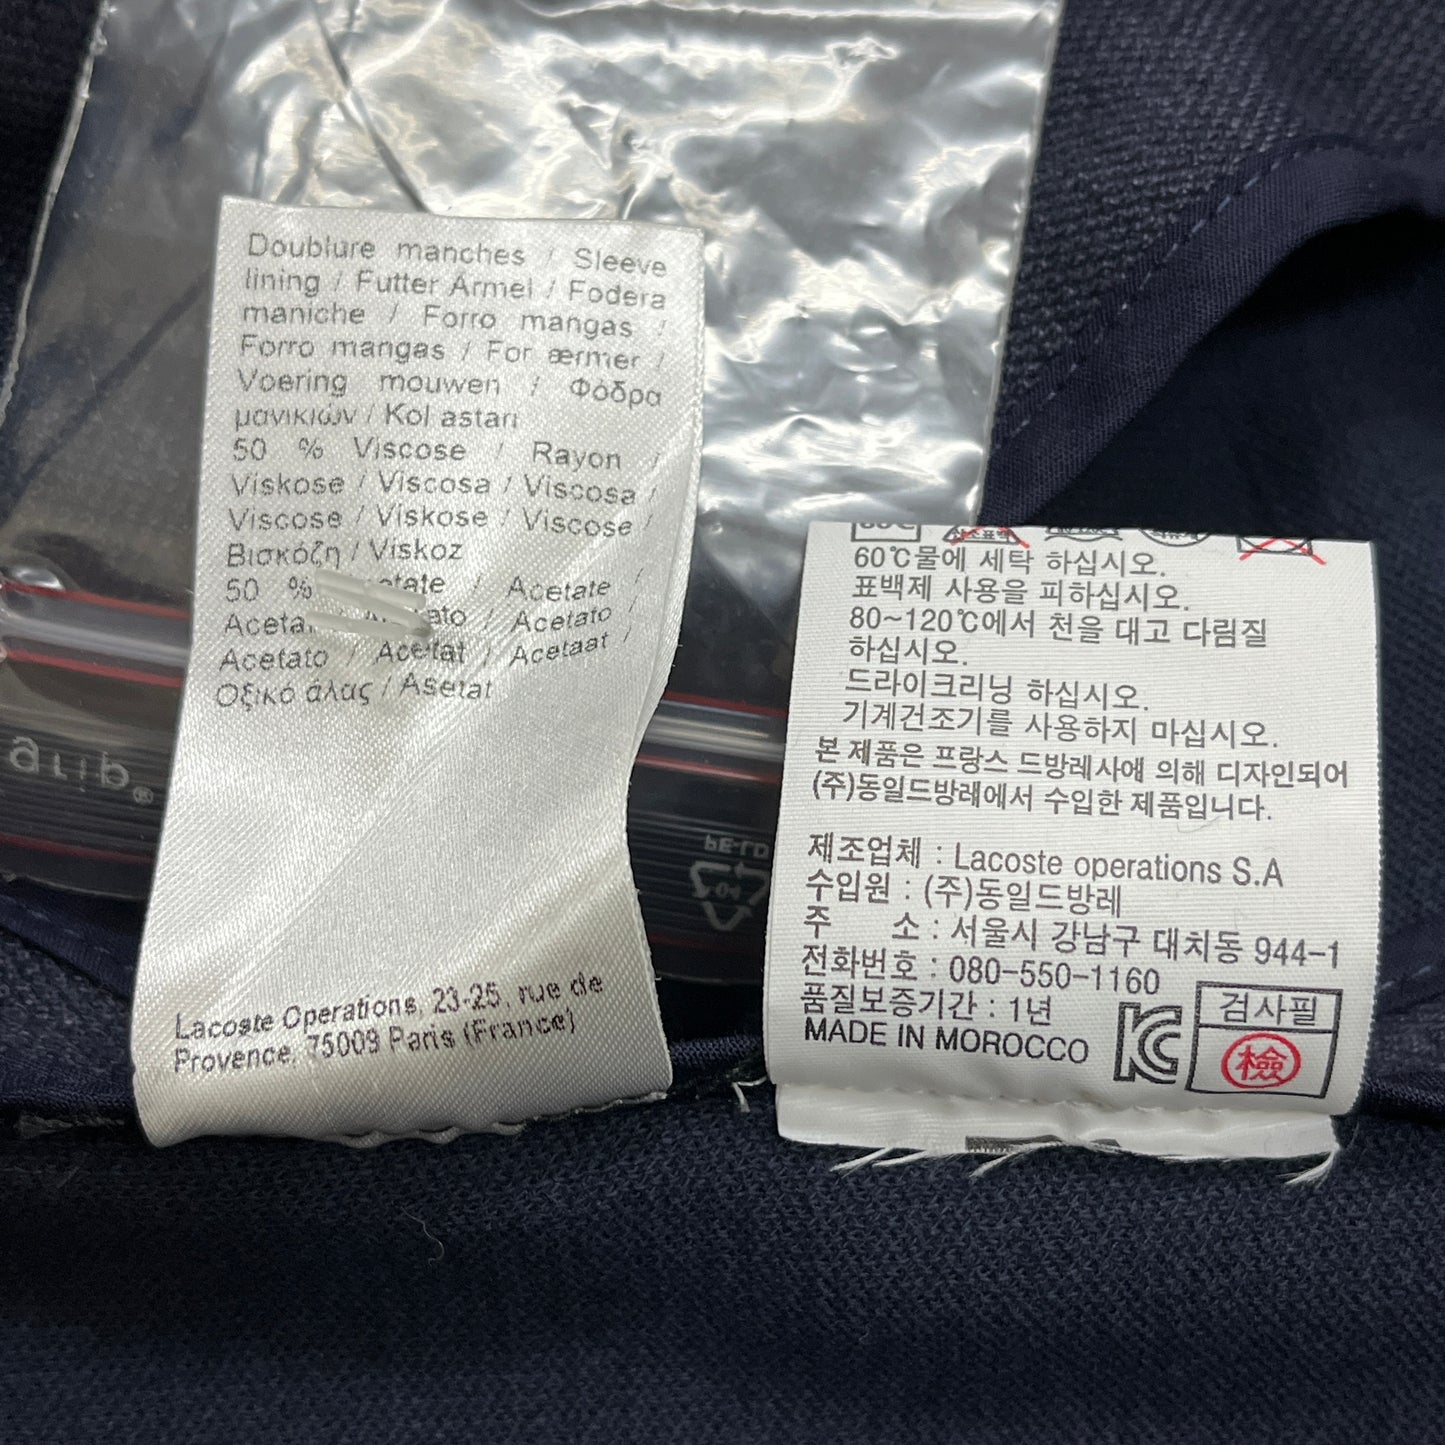 Doublure manches / Sleeve
lining / Futter Ärmel / Fodera
maniche / Forro mangas /
Forro mangas / For ærmer /
Voering mouwen / Φόδρα
μανικιών / Kol astarı
50 % Viscose / Rayon /
Viskose / Viscosa / Viscosa /
Viscose / Viskose / Viscose /
Βισκόζη / Viskoz
50 % / Acetate /
/ Acetato /
Acetato / Acetat / Acetaat /
Οξικό άλας / Asetat
Lacoste Operations, 23-25, rue de
Provence, 75009 Paris (France)
60℃물에 세탁 하십시오.
표백제 사용을 피하십시오.
80~120℃에서 천을 대고 다림질
하십시오.
드라이크리닝 하십시오.
기계건조기를 사용하지 마십시오.
본 제품은 프랑스 드방레사에 의해 디자인되어
(주)동일드방레에서 수입한 제품입니다.
제조업체 : Lacoste operations S.A
수입원 : (주)동일드방레
주 소 : 서울시 강남구 대치동 944-1
전화번호 : 080-550-1160
품질보증기간 : 1년
MADE IN MOROCCO
검사필
檢